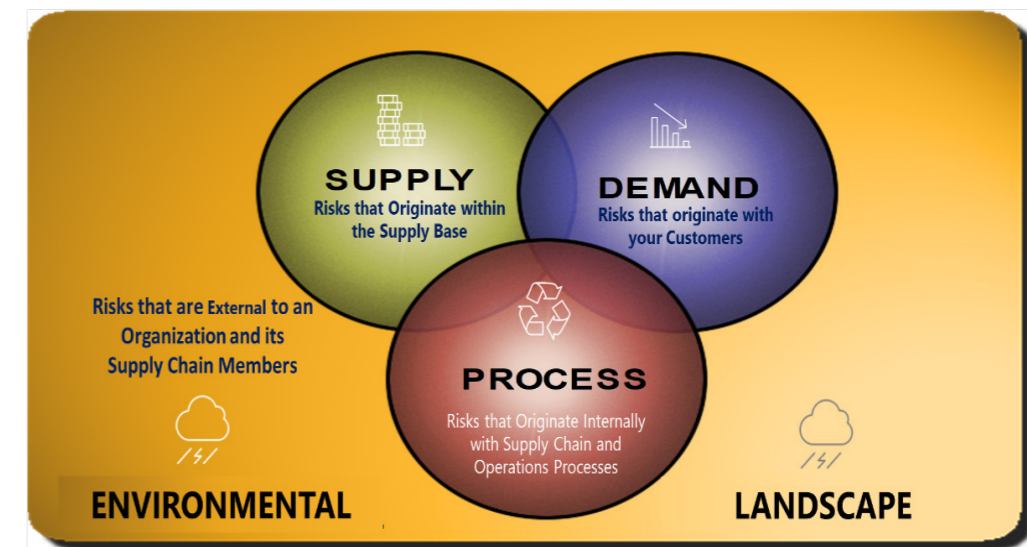 SUPPLY
Risks that Originate within
the Supply Base
DEMAND
Risks that originate with
your Customers
Risks that are External to an
Organization and its
Supply Chain Members
PROCESS
Risks that Originate Internally
with Supply Chain and
Operations Processes
ENVIRONMENTAL
LANDSCAPE